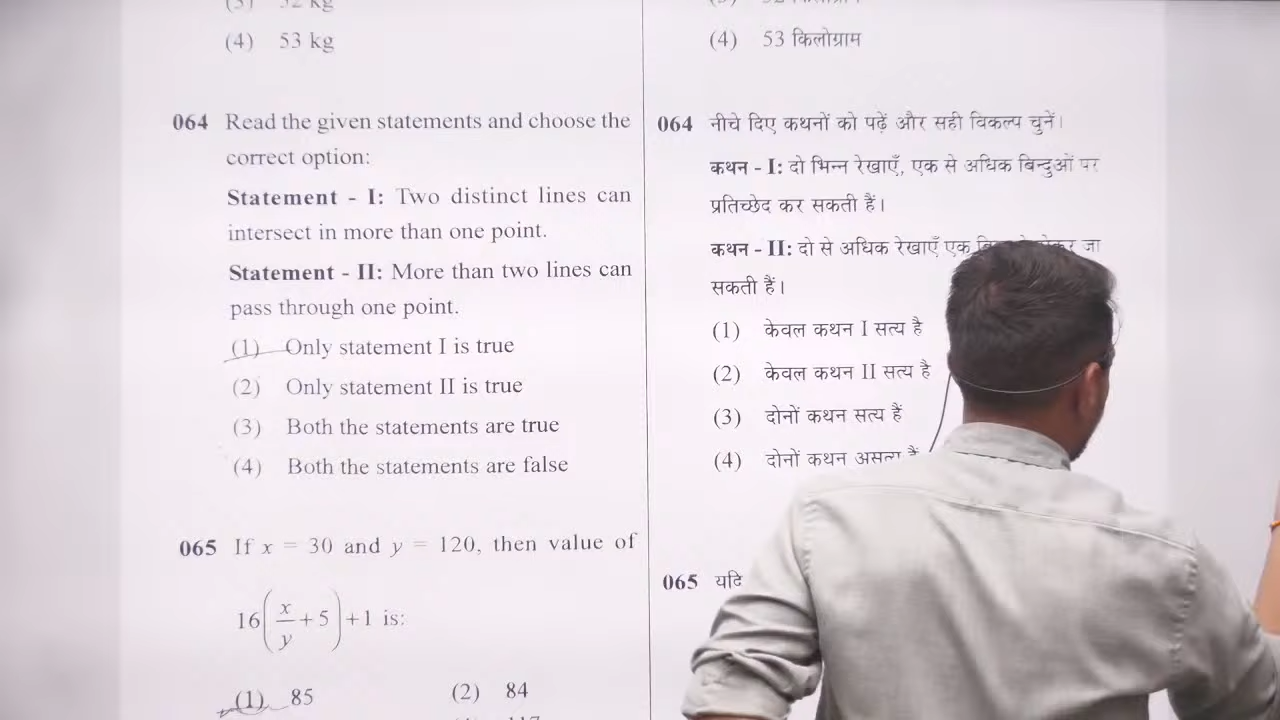 (3) 52 kg
(4) 53 kg
064 Read the given statements and choose the
correct option:
Statement - I: Two distinct lines can
intersect in more than one point.
Statement - II: More than two lines can
pass through one point.
(1) Only statement I is true
(2) Only statement II is true
(3) Both the statements are true
(4) Both the statements are false
065 If x = 30 and y = 120, then value of
16(x/y + 5)+1 is:
(1) 85 (2) 84
(4) 53 किलोग्राम
064 नीचे दिए कथनों को पढ़ें और सही विकल्प चुनें।
कथन - I: दो भिन्न रेखाएँ, एक से अधिक बिन्दुओं पर
प्रतिच्छेद कर सकती हैं।
कथन - II: दो से अधिक रेखाएँ एक जा
सकती हैं।
(1) केवल कथन I सत्य है
(2) केवल कथन II सत्य है
(3) दोनों कथन सत्य हैं
(4) दोनों कथन असत्य हैं
065 यदि